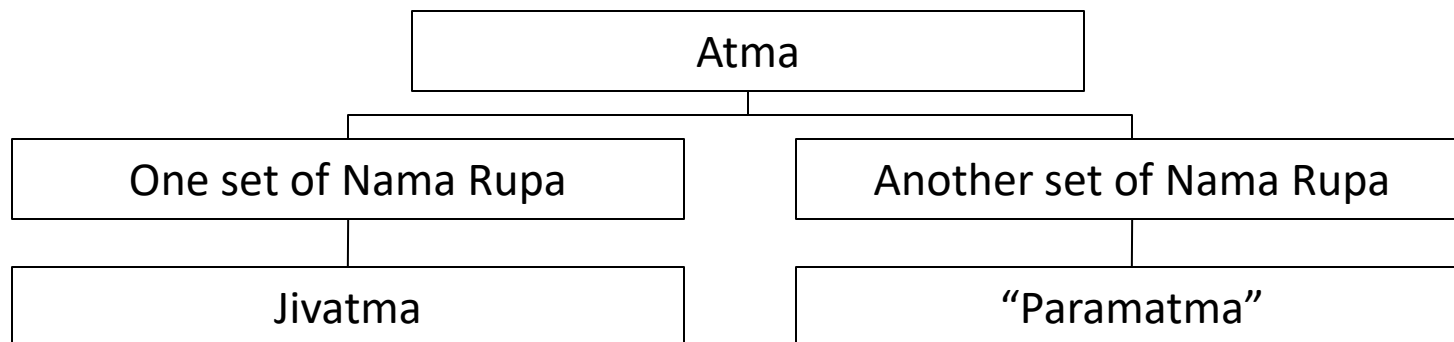 Atma
One set of Nama Rupa
Another set of Nama Rupa
Jivatma
“Paramatma”